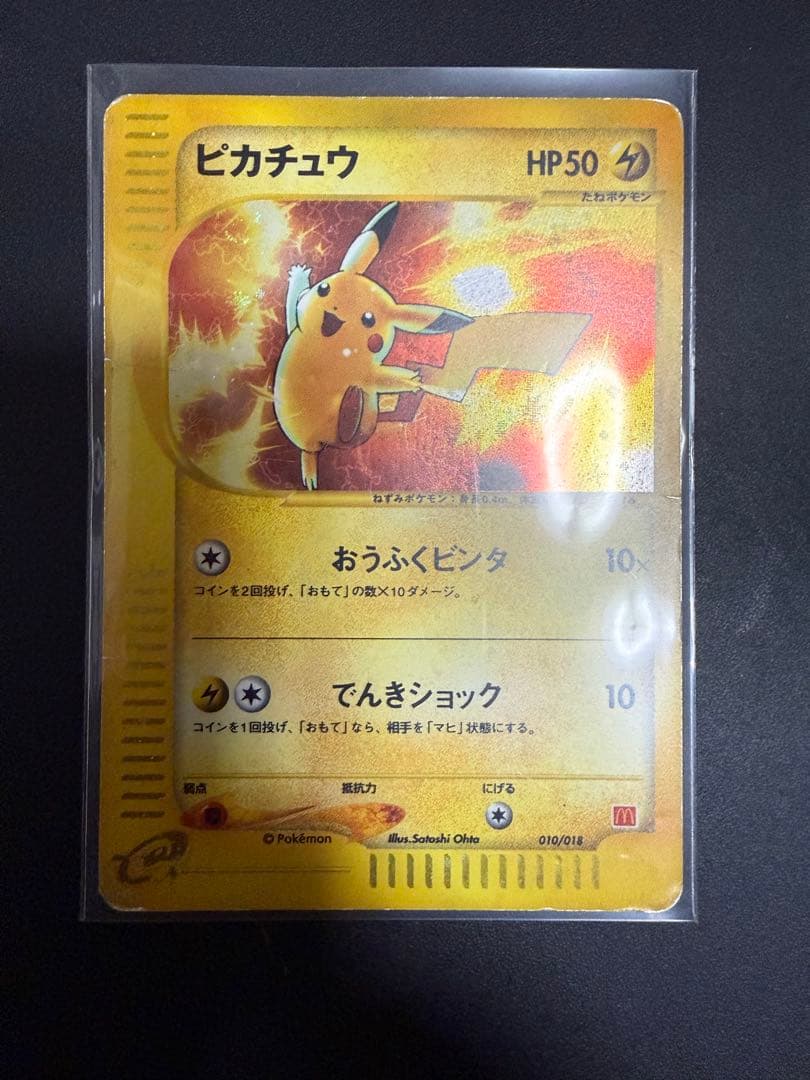 ピカチュウ HP50
たねポケモン
ねずみポケモン：身長0.4m、
おうふくビンタ 10×
コインを2回投げ、「おもて」の数×10ダメージ。
でんきショック 10
コインを1回投げ、「おもて」なら、相手を「マヒ」状態にする。
弱点 抵抗力 にげる
© Pokémon Illus.Satoshi Ohta 010/018